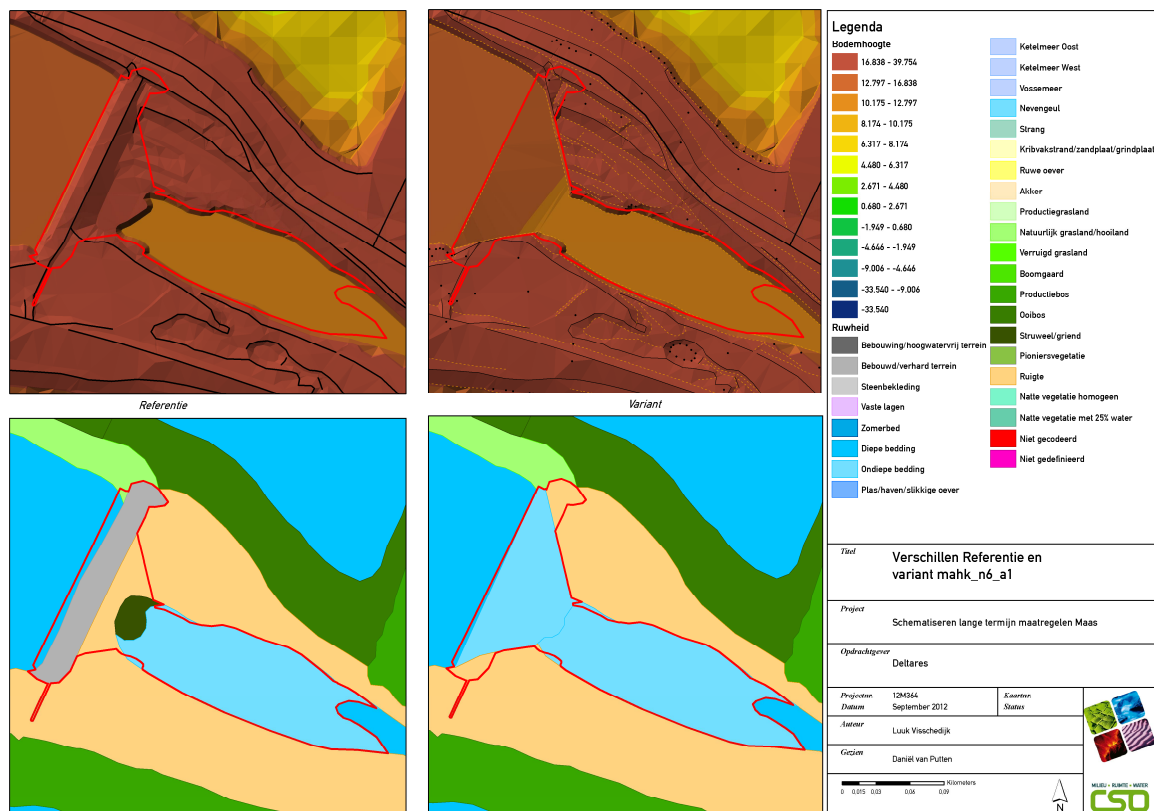 Legenda
Bodemhoogte
16.838 - 39.754
12.797 - 16.838
10.175 - 12.797
8.174 - 10.175
6.317 - 8.174
4.480 - 6.317
2.671 - 4.480
0.680 - 2.671
-1.949 - 0.680
-4.646 - -1.949
-9.006 - -4.646
-33.540 - -9.006
-33.540
Ruwheid
Bebouwing/hoogwatervrij terrein
Bebouwd/verhard terrein
Steenbekleding
Vaste lagen
Zomerbed
Diepe bedding
Ondiepe bedding
Plas/haven/slikkige oever
Ketelmeer Oost
Ketelmeer West
Vossemeer
Nevengeul
Strang
Kribvakstrand/zandplaat/grindplaat
Ruwe oever
Akker
Productiegrasland
Natuurlijk grasland/hooiland
Verruigd grasland
Boomgaard
Productiebos
Ooibos
Struweel/griend
Pioniersvegetatie
Ruigte
Natte vegetatie homogeen
Natte vegetatie met 25% water
Niet gecodeerd
Niet gedefinieerd
Referentie
Variant
Titel
Verschillen Referentie en
variant mahk_n6_a1
Project
Schematiseren lange termijn maatregelen Maas
Opdrachtgever
Deltares
Projectnr. 12M364
Kaartnr.
Datum September 2012
Status
Auteur
Luuk Visschedijk
Gezien
Daniël van Putten
Kilometers
0 0,015 0,03 0,06 0,09
N
MILIEU • RUIMTE • WATER
CSO